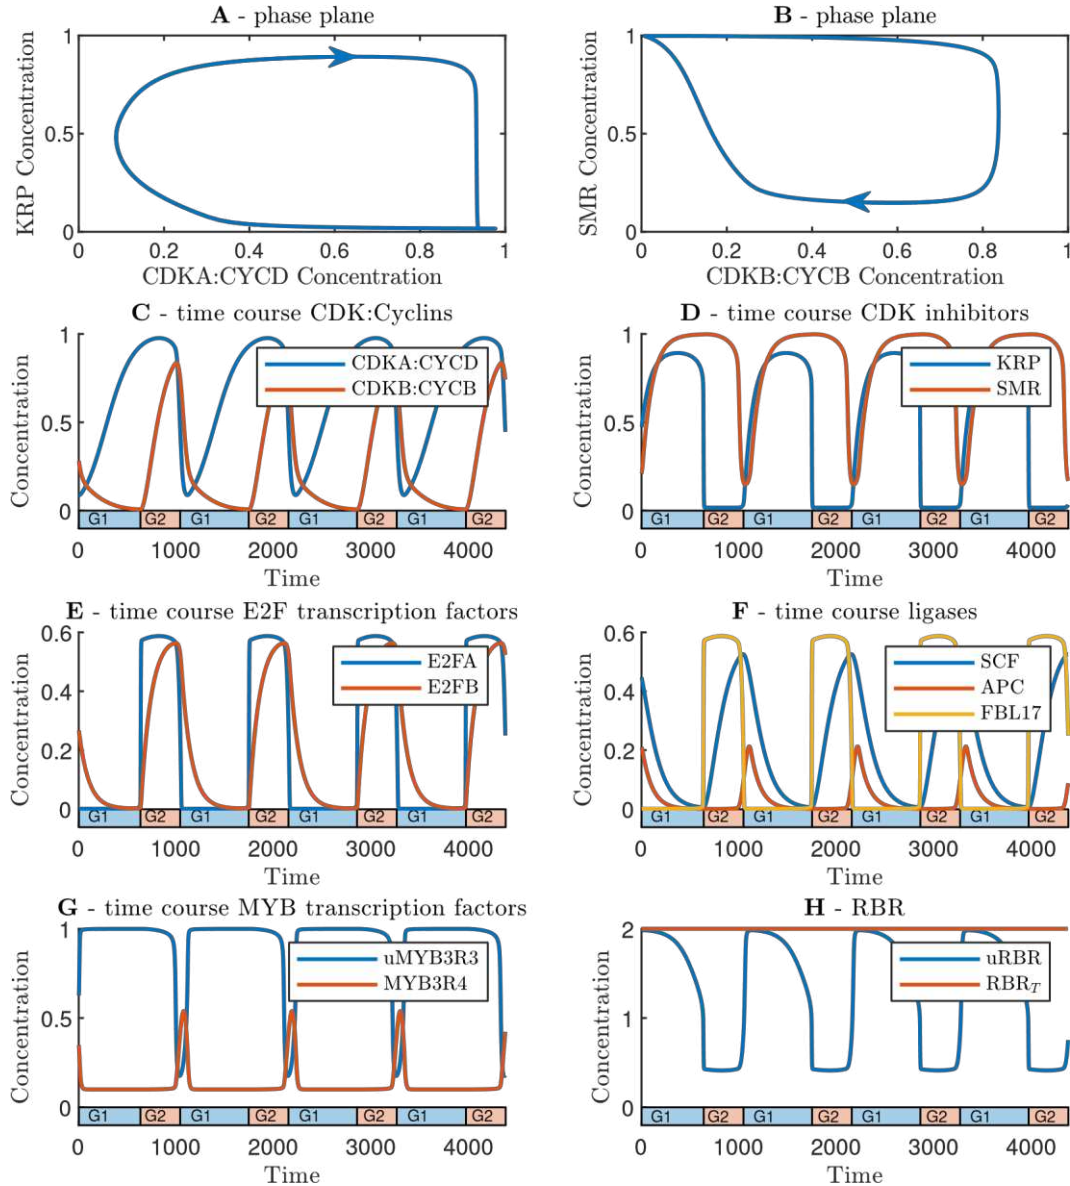 A - phase plane
KRP Concentration
1
0.5
0
0 0.2 0.4 0.6 0.8 1
CDKA:CYCD Concentration
B - phase plane
SMR Concentration
1
0.5
0
0 0.2 0.4 0.6 0.8 1
CDKB:CYCB Concentration
C - time course CDK:Cyclins
Concentration
1
0.5
0
CDKA:CYCD
CDKB:CYCB
G1 G2 G1 G2 G1 G2 G1 G2
0 1000 2000 3000 4000
Time
D - time course CDK inhibitors
Concentration
1
0.5
0
KRP
SMR
G1 G2 G1 G2 G1 G2 G1 G2
0 1000 2000 3000 4000
Time
E - time course E2F transcription factors
Concentration
0.6
0.4
0.2
0
E2FA
E2FB
G1 G2 G1 G2 G1 G2 G1 G2
0 1000 2000 3000 4000
Time
F - time course ligases
Concentration
0.6
0.4
0.2
0
SCF
APC
FBL17
G1 G2 G1 G2 G1 G2 G1 G2
0 1000 2000 3000 4000
Time
G - time course MYB transcription factors
Concentration
1
0.5
0
uMYB3R3
MYB3R4
G1 G2 G1 G2 G1 G2 G1 G2
0 1000 2000 3000 4000
Time
H - RBR
Concentration
2
1
0
uRBR
RBR_T
G1 G2 G1 G2 G1 G2 G1 G2
0 1000 2000 3000 4000
Time